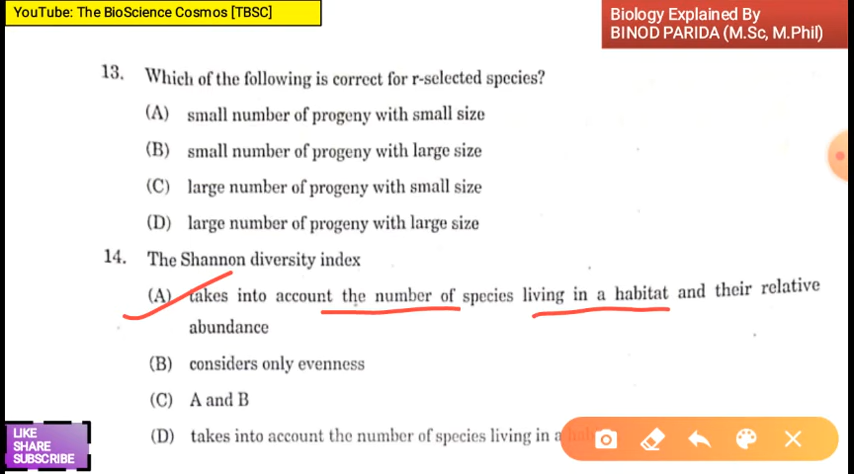 YouTube: The BioScience Cosmos [TBSC]
Biology Explained By
BINOD PARIDA (M.Sc, M.Phil)
13. Which of the following is correct for r-selected species?
(A) small number of progeny with small size
(B) small number of progeny with large size
(C) large number of progeny with small size
(D) large number of progeny with large size
14. The Shannon diversity index
(A) takes into account the number of species living in a habitat and their relative
abundance
(B) considers only evenness
(C) A and B
(D) takes into account the number of species living in a
LIKE
SHARE
SUBSCRIBE